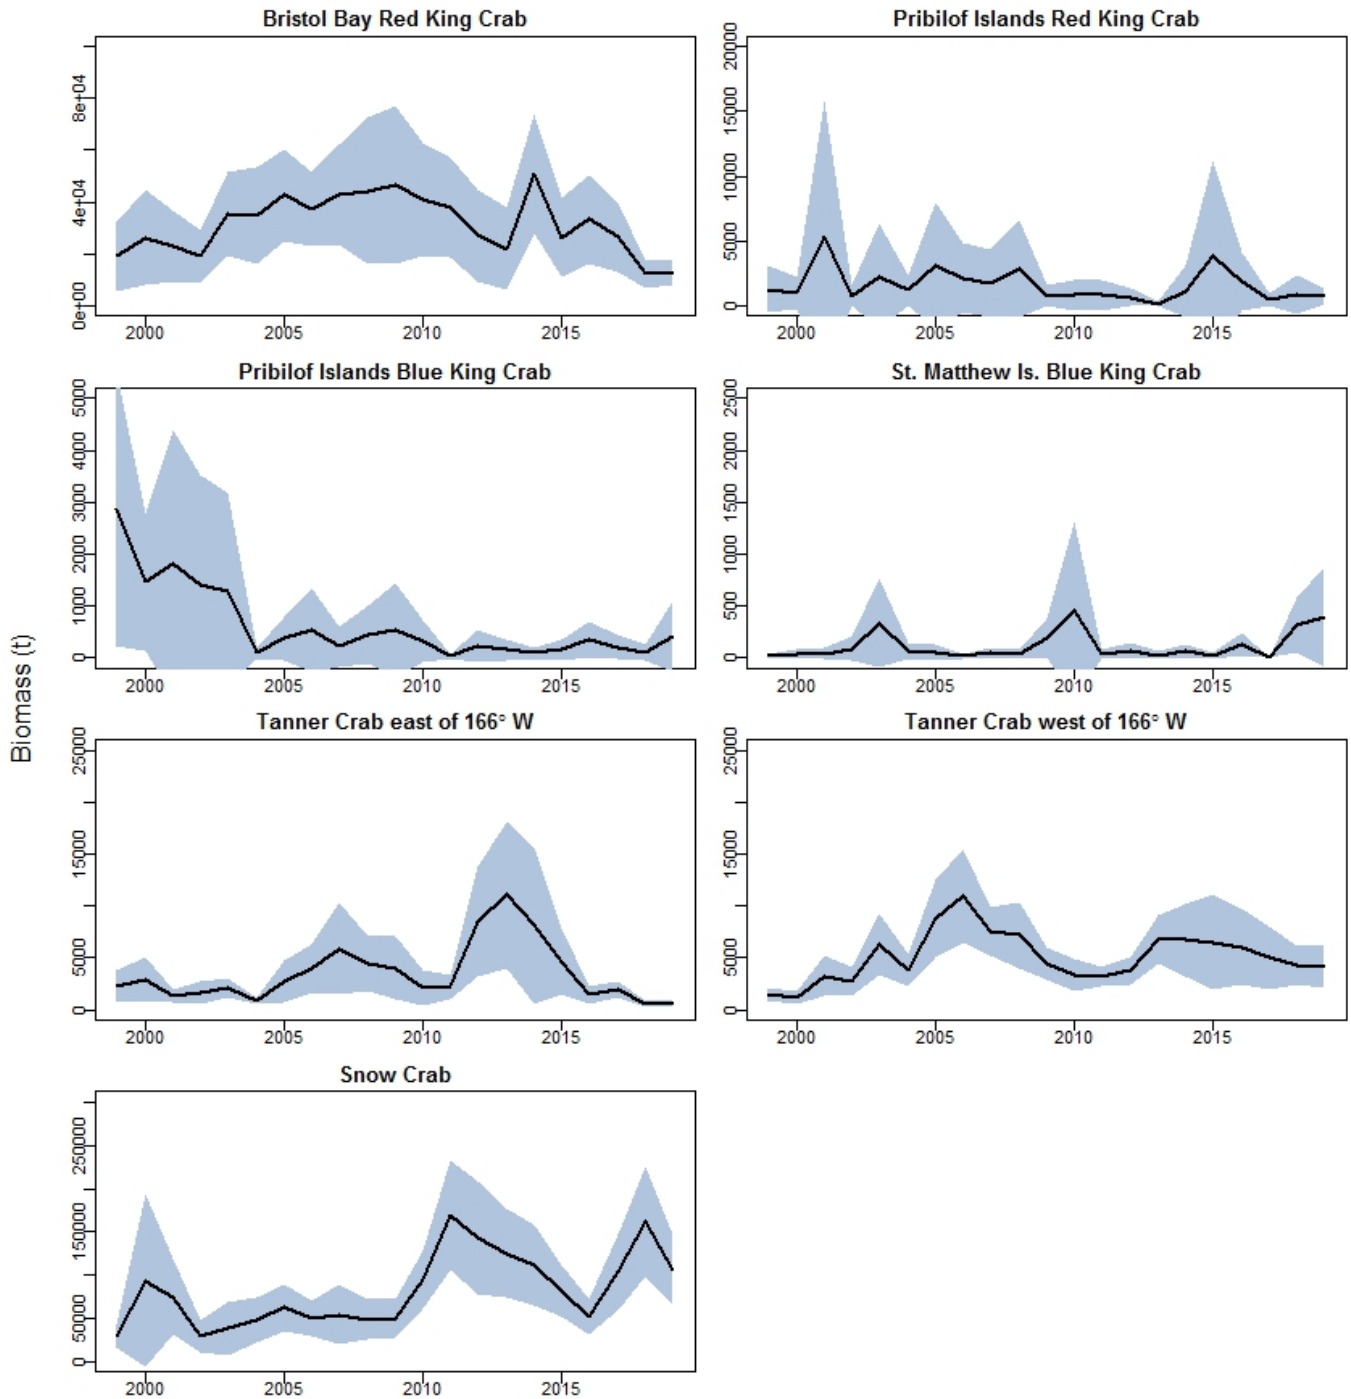 Biomass (t)
Bristol Bay Red King Crab
8e+04
4e+04
0e+00
2000 2005 2010 2015
Pribilof Islands Red King Crab
20000
15000
10000
5000
0
2000 2005 2010 2015
Pribilof Islands Blue King Crab
5000
4000
3000
2000
1000
0
2000 2005 2010 2015
St. Matthew Is. Blue King Crab
2500
2000
1500
1000
500
0
2000 2005 2010 2015
Tanner Crab east of 166° W
25000
15000
5000
0
2000 2005 2010 2015
Tanner Crab west of 166° W
25000
15000
5000
0
2000 2005 2010 2015
Snow Crab
250000
150000
50000
0
2000 2005 2010 2015